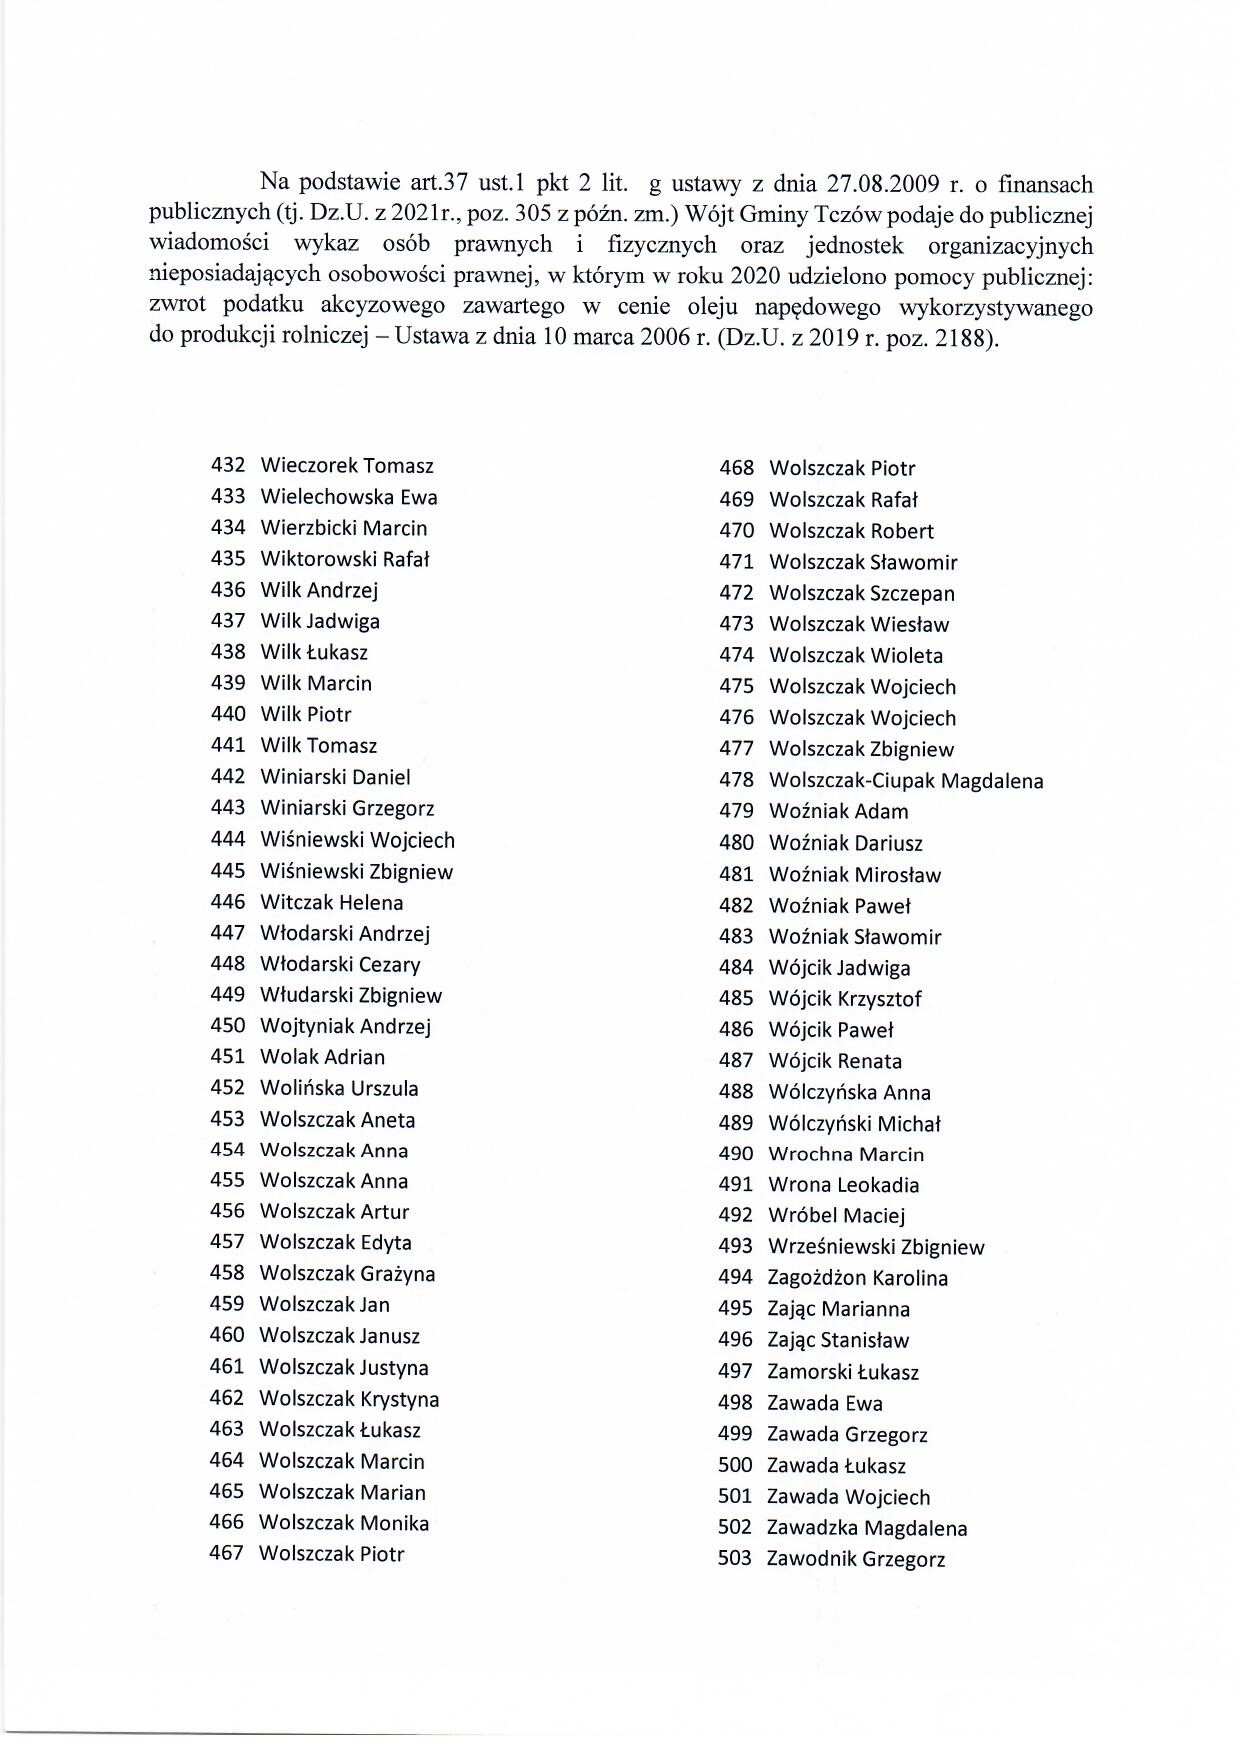 Na podstawie art.37 ust.1 pkt 2 lit. g ustawy z dnia 27.08.2009 r. o finansach
publicznych (tj. Dz.U. z 2021r., poz. 305 z późn. zm.) Wójt Gminy Tczów podaje do publicznej
wiadomości wykaz osób prawnych i fizycznych oraz jednostek organizacyjnych
nieposiadających osobowości prawnej, w którym w roku 2020 udzielono pomocy publicznej:
zwrot podatku akcyzowego zawartego w cenie oleju napędowego wykorzystywanego
do produkcji rolniczej – Ustawa z dnia 10 marca 2006 r. (Dz.U. z 2019 r. poz. 2188).
432 Wieczorek Tomasz
433 Wielechowska Ewa
434 Wierzbicki Marcin
435 Wiktorowski Rafał
436 Wilk Andrzej
437 Wilk Jadwiga
438 Wilk Łukasz
439 Wilk Marcin
440 Wilk Piotr
441 Wilk Tomasz
442 Winiarski Daniel
443 Winiarski Grzegorz
444 Wiśniewski Wojciech
445 Wiśniewski Zbigniew
446 Witczak Helena
447 Włodarski Andrzej
448 Włodarski Cezary
449 Włudarski Zbigniew
450 Wojtyniak Andrzej
451 Wolak Adrian
452 Wolińska Urszula
453 Wolszczak Aneta
454 Wolszczak Anna
455 Wolszczak Anna
456 Wolszczak Artur
457 Wolszczak Edyta
458 Wolszczak Grażyna
459 Wolszczak Jan
460 Wolszczak Janusz
461 Wolszczak Justyna
462 Wolszczak Krystyna
463 Wolszczak Łukasz
464 Wolszczak Marcin
465 Wolszczak Marian
466 Wolszczak Monika
467 Wolszczak Piotr
468 Wolszczak Piotr
469 Wolszczak Rafał
470 Wolszczak Robert
471 Wolszczak Sławomir
472 Wolszczak Szczepan
473 Wolszczak Wiesław
474 Wolszczak Wioleta
475 Wolszczak Wojciech
476 Wolszczak Wojciech
477 Wolszczak Zbigniew
478 Wolszczak-Ciupak Magdalena
479 Woźniak Adam
480 Woźniak Dariusz
481 Woźniak Mirosław
482 Woźniak Paweł
483 Woźniak Sławomir
484 Wójcik Jadwiga
485 Wójcik Krzysztof
486 Wójcik Paweł
487 Wójcik Renata
488 Wólczyńska Anna
489 Wólczyński Michał
490 Wrochna Marcin
491 Wrona Leokadia
492 Wróbel Maciej
493 Wrześniewski Zbigniew
494 Zagożdżon Karolina
495 Zając Marianna
496 Zając Stanisław
497 Zamorski Łukasz
498 Zawada Ewa
499 Zawada Grzegorz
500 Zawada Łukasz
501 Zawada Wojciech
502 Zawadzka Magdalena
503 Zawodnik Grzegorz